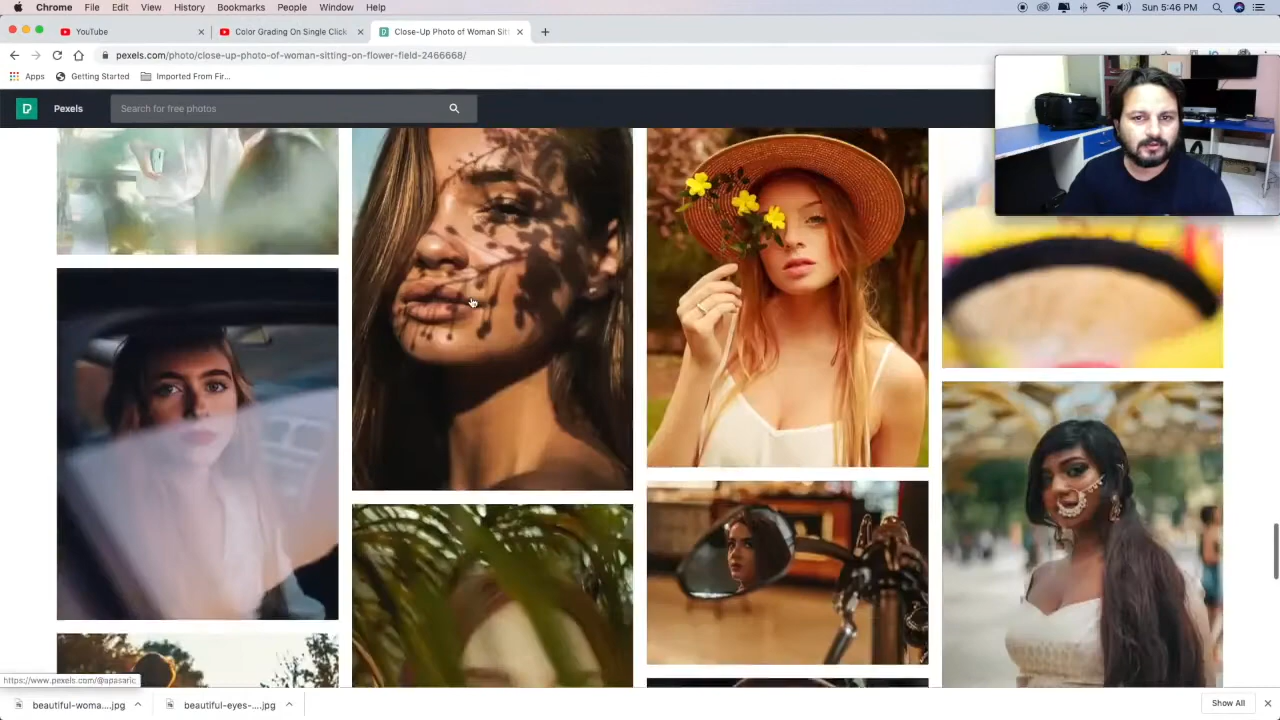 Chrome File Edit View History Bookmarks People Window Help Sun 5:46 PM
YouTube Color Grading On Single Click Close-Up Photo of Woman Sit
pexels.com/photo/close-up-photo-of-woman-sitting-on-flower-field-2466668/
Apps Getting Started Imported From Fir...
Pexels Search for free photos
https://www.pexels.com/@apasaric
beautiful-woma....jpg beautiful-eyes-....jpg Show All